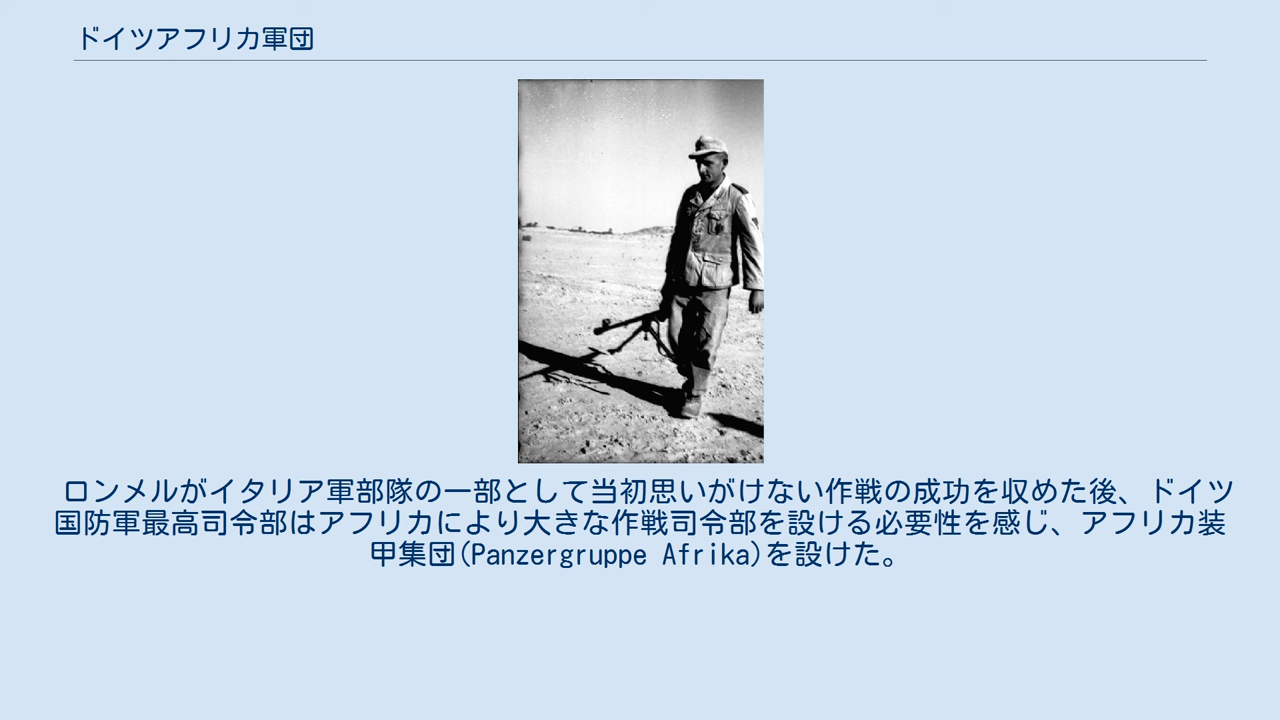 ドイツアフリカ軍団
ロンメルがイタリア軍部隊の一部として当初思いがけない作戦の成功を収めた後、ドイツ
国防軍最高司令部はアフリカにより大きな作戦司令部を設ける必要性を感じ、アフリカ装
甲集団(Panzergruppe Afrika)を設けた。